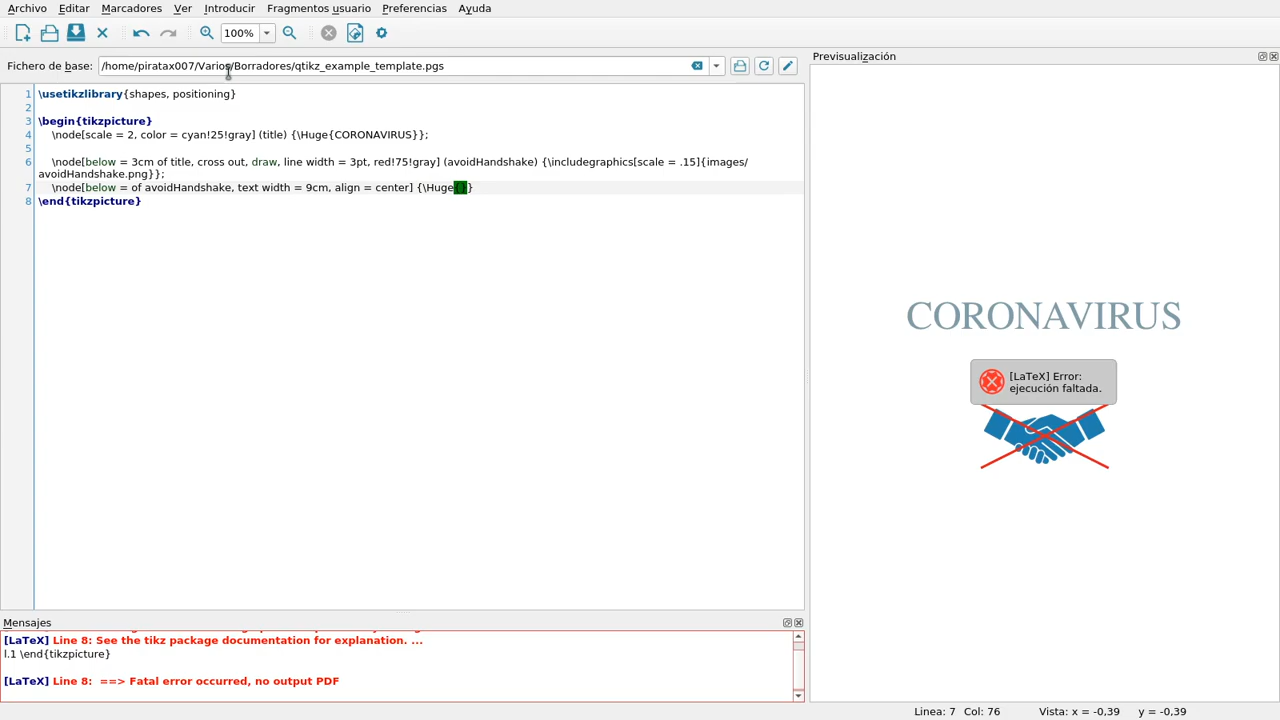 Archivo Editar Marcadores Ver Introducir Fragmentos usuario Preferencias Ayuda
100%
Fichero de base: /home/piratax007/Varios/Borradores/qtikz_example_template.pgs
Previsualización
1 \usetikzlibrary{shapes, positioning}
2
3 \begin{tikzpicture}
4 \node[scale = 2, color = cyan!25!gray] (title) {\Huge{CORONAVIRUS}};
5
6 \node[below = 3cm of title, cross out, draw, line width = 3pt, red!75!gray] (avoidHandshake) {\includegraphics[scale = .15]{images/
avoidHandshake.png}};
7 \node[below = of avoidHandshake, text width = 9cm, align = center] {\Huge{}}
8 \end{tikzpicture}
CORONAVIRUS
[LaTeX] Error:
ejecución faltada.
Mensajes
[LaTeX] Line 8: See the tikz package documentation for explanation. ...
l.1 \end{tikzpicture}
[LaTeX] Line 8: ==> Fatal error occurred, no output PDF
Linea: 7 Col: 76 Vista: x = -0,39 y = -0,39